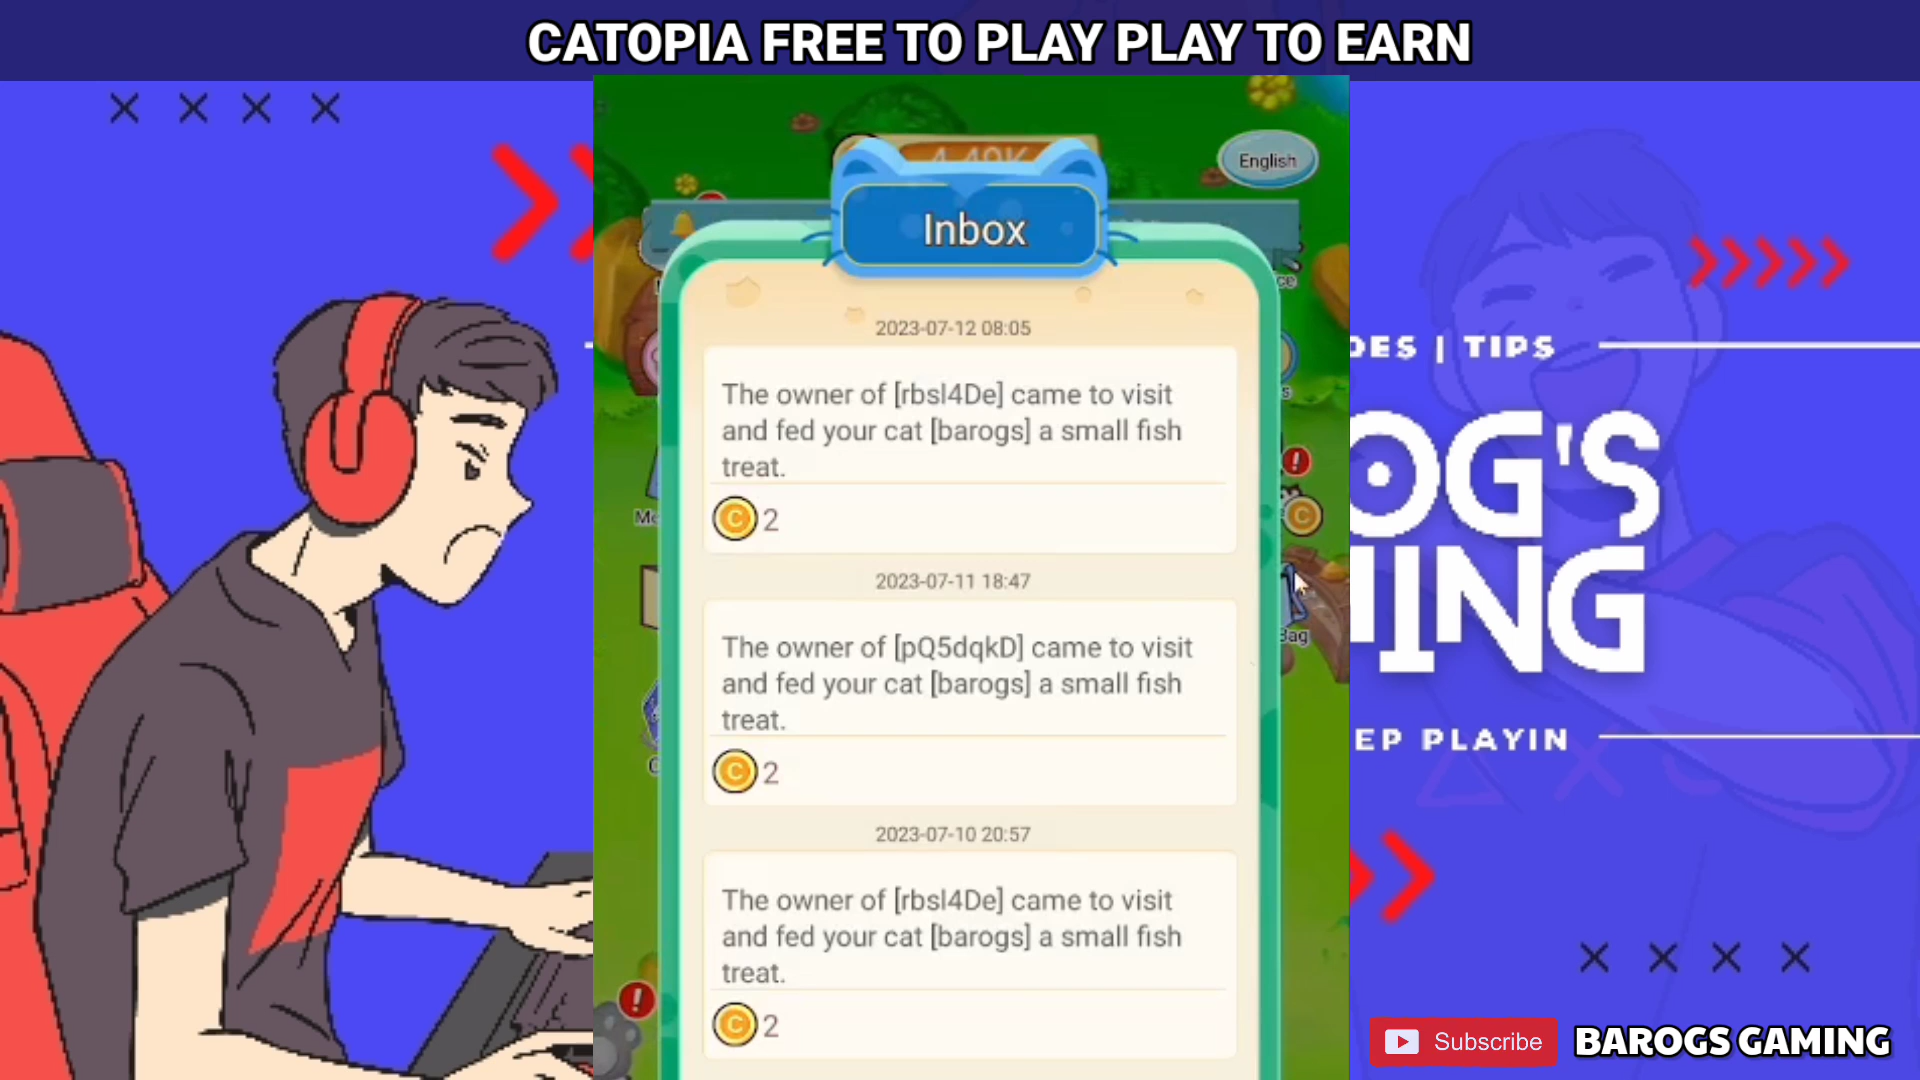 CATOPIA FREE TO PLAY PLAY TO EARN
English
Inbox
2023-07-12 08:05
The owner of [rbsl4De] came to visit
and fed your cat [barogs] a small fish
treat.
2
2023-07-11 18:47
The owner of [pQ5dqkD] came to visit
and fed your cat [barogs] a small fish
treat.
2
2023-07-10 20:57
The owner of [rbsl4De] came to visit
and fed your cat [barogs] a small fish
treat.
2
Bag
DES | TIPS
OG'S
ING
EP PLAYIN
Subscribe
BAROGS GAMING